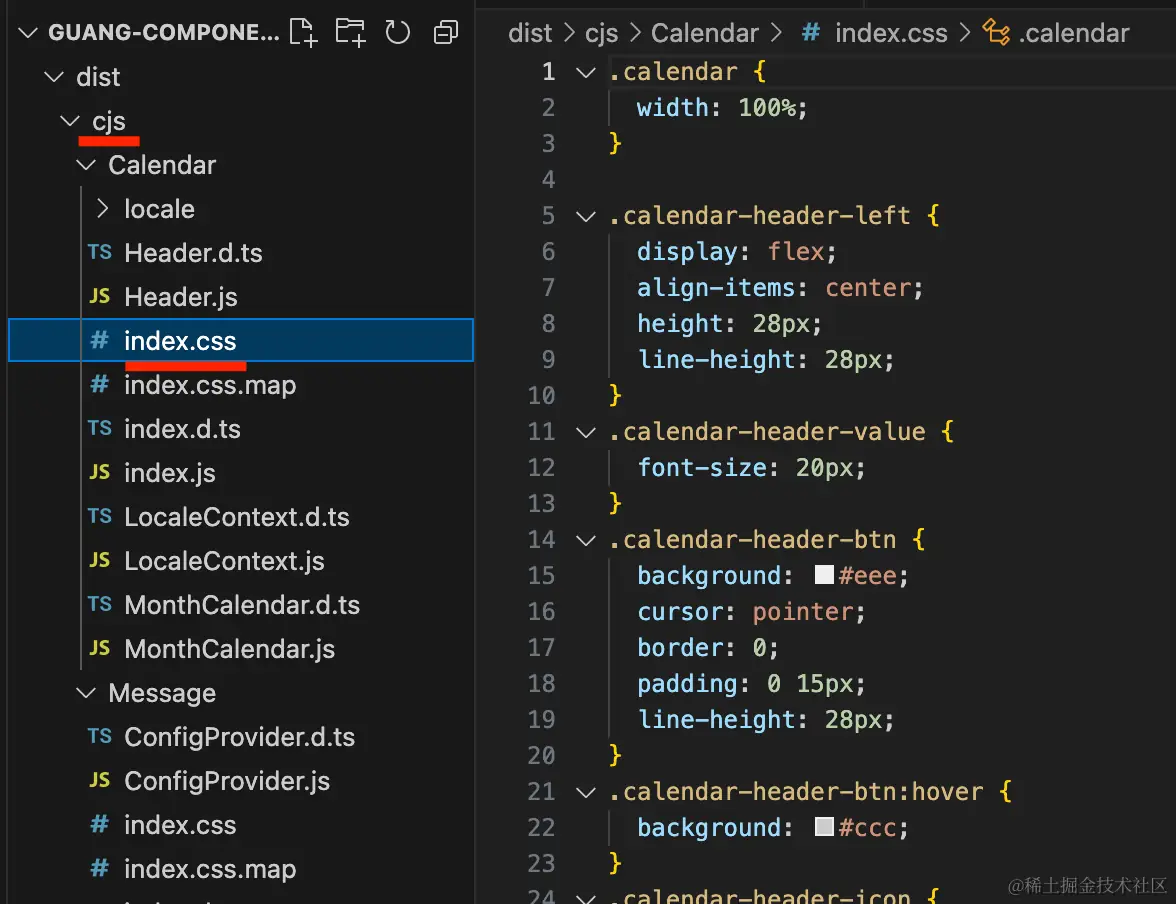 GUANG-COMPONE...
dist
cjs
Calendar
locale
TS Header.d.ts
JS Header.js
# index.css
# index.css.map
TS index.d.ts
JS index.js
TS LocaleContext.d.ts
JS LocaleContext.js
TS MonthCalendar.d.ts
JS MonthCalendar.js
Message
TS ConfigProvider.d.ts
JS ConfigProvider.js
# index.css
# index.css.map
dist > cjs > Calendar > # index.css > .calendar
1 .calendar {
2 width: 100%;
3 }
4
5 .calendar-header-left {
6 display: flex;
7 align-items: center;
8 height: 28px;
9 line-height: 28px;
10 }
11 .calendar-header-value {
12 font-size: 20px;
13 }
14 .calendar-header-btn {
15 background: #eee;
16 cursor: pointer;
17 border: 0;
18 padding: 0 15px;
19 line-height: 28px;
20 }
21 .calendar-header-btn:hover {
22 background: #ccc;
23 }
24 .calendar-header-icon {
@稀土掘金技术社区